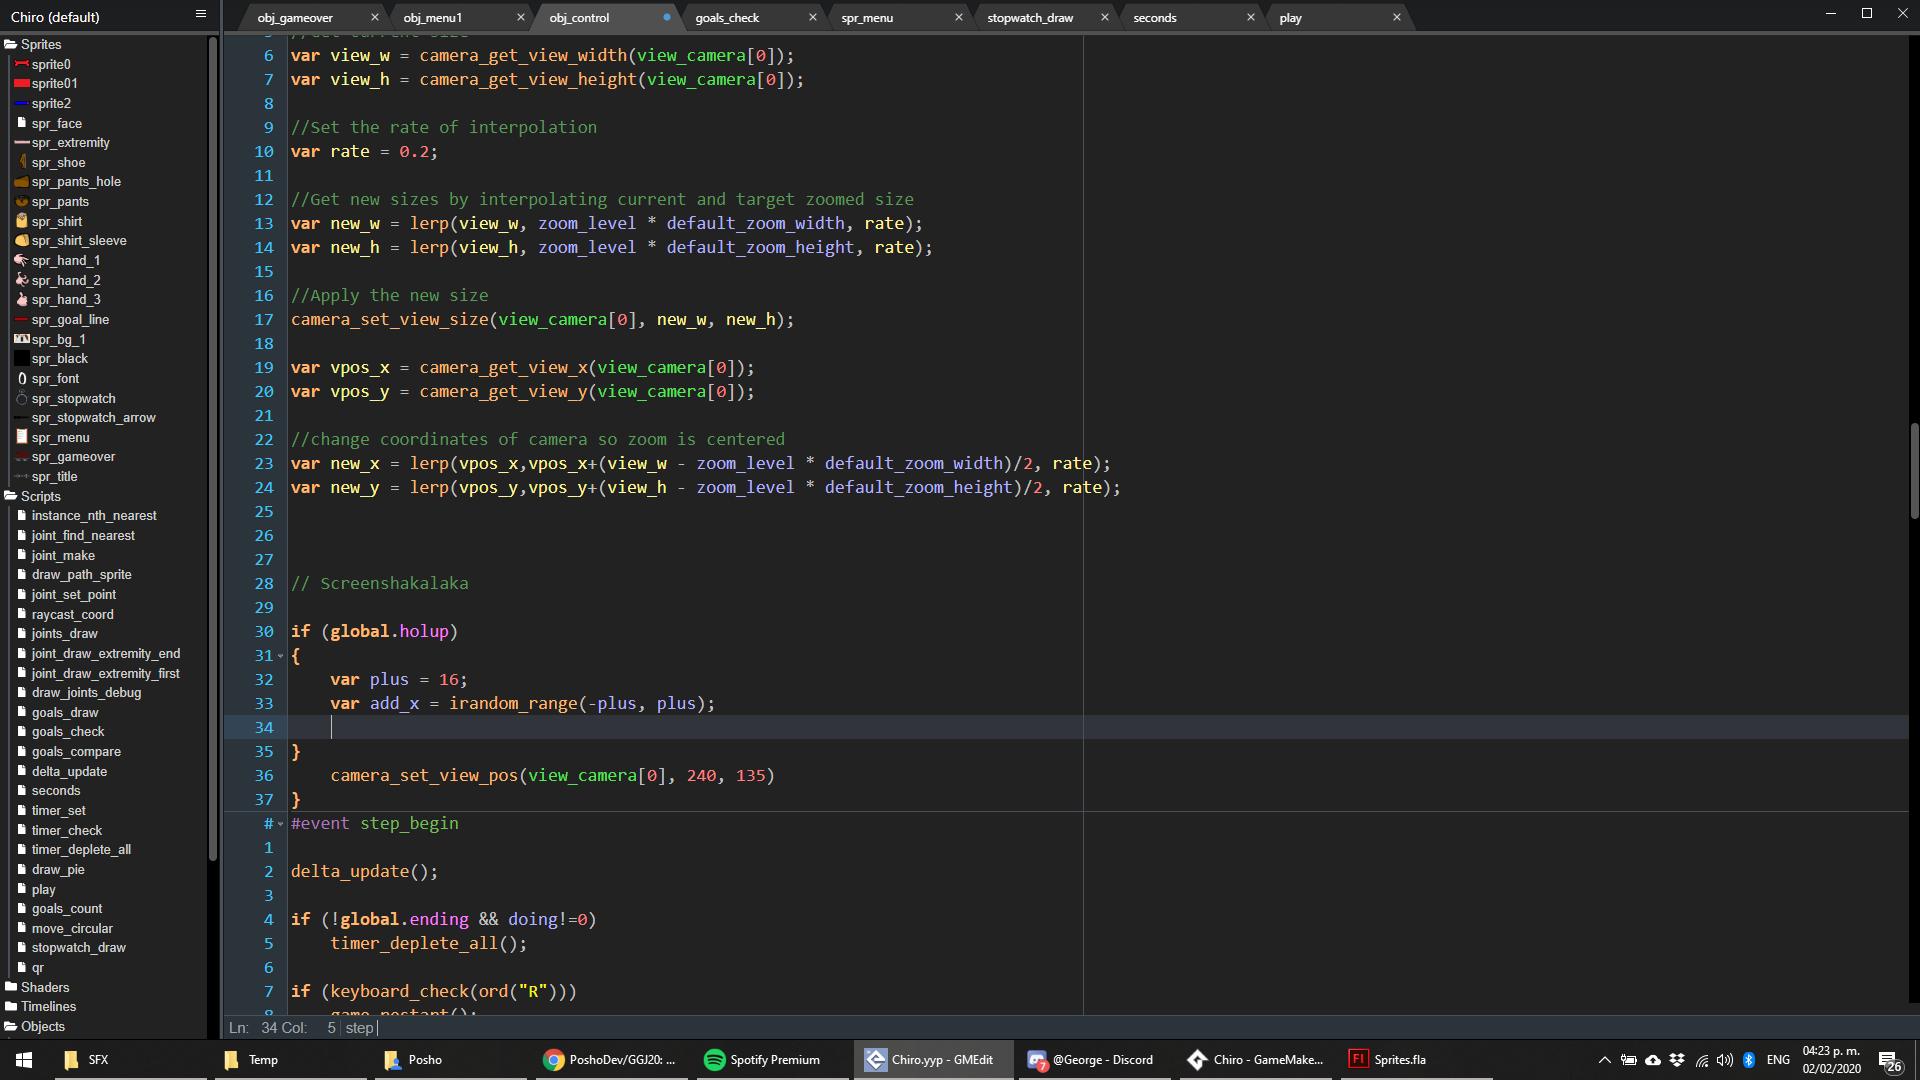 Chiro (default)
obj_gameover
obj_menu1
obj_control
goals_check
spr_menu
stopwatch_draw
seconds
play
Sprites
sprite0
sprite01
sprite2
spr_face
spr_extremity
spr_shoe
spr_pants_hole
spr_pants
spr_shirt
spr_shirt_sleeve
spr_hand_1
spr_hand_2
spr_hand_3
spr_goal_line
spr_bg_1
spr_black
spr_font
spr_stopwatch
spr_stopwatch_arrow
spr_menu
spr_gameover
spr_title
Scripts
instance_nth_nearest
joint_find_nearest
joint_make
draw_path_sprite
joint_set_point
raycast_coord
joints_draw
joint_draw_extremity_end
joint_draw_extremity_first
draw_joints_debug
goals_draw
goals_check
goals_compare
delta_update
seconds
timer_set
timer_check
timer_deplete_all
draw_pie
play
goals_count
move_circular
stopwatch_draw
qr
Shaders
Timelines
Objects
6 var view_w = camera_get_view_width(view_camera[0]);
7 var view_h = camera_get_view_height(view_camera[0]);
8
9 //Set the rate of interpolation
10 var rate = 0.2;
11
12 //Get new sizes by interpolating current and target zoomed size
13 var new_w = lerp(view_w, zoom_level * default_zoom_width, rate);
14 var new_h = lerp(view_h, zoom_level * default_zoom_height, rate);
15
16 //Apply the new size
17 camera_set_view_size(view_camera[0], new_w, new_h);
18
19 var vpos_x = camera_get_view_x(view_camera[0]);
20 var vpos_y = camera_get_view_y(view_camera[0]);
21
22 //change coordinates of camera so zoom is centered
23 var new_x = lerp(vpos_x,vpos_x+(view_w - zoom_level * default_zoom_width)/2, rate);
24 var new_y = lerp(vpos_y,vpos_y+(view_h - zoom_level * default_zoom_height)/2, rate);
25
26
27
28 // Screenshakalaka
29
30 if (global.holup)
31 {
32 var plus = 16;
33 var add_x = irandom_range(-plus, plus);
34
35 }
36 camera_set_view_pos(view_camera[0], 240, 135)
37 }
# #event step_begin
1
2 delta_update();
3
4 if (!global.ending && doing!=0)
5 timer_deplete_all();
6
7 if (keyboard_check(ord("R")))
8 game_restart();
Ln: 34 Col: 5 step
SFX
Temp
Posho
PoshoDev/GGJ20: ...
Spotify Premium
Chiro.yyp - GMEdit
7
@George - Discord
Chiro - GameMake...
Fl
Sprites.fla
ENG
04:23 p. m.
02/02/2020
26